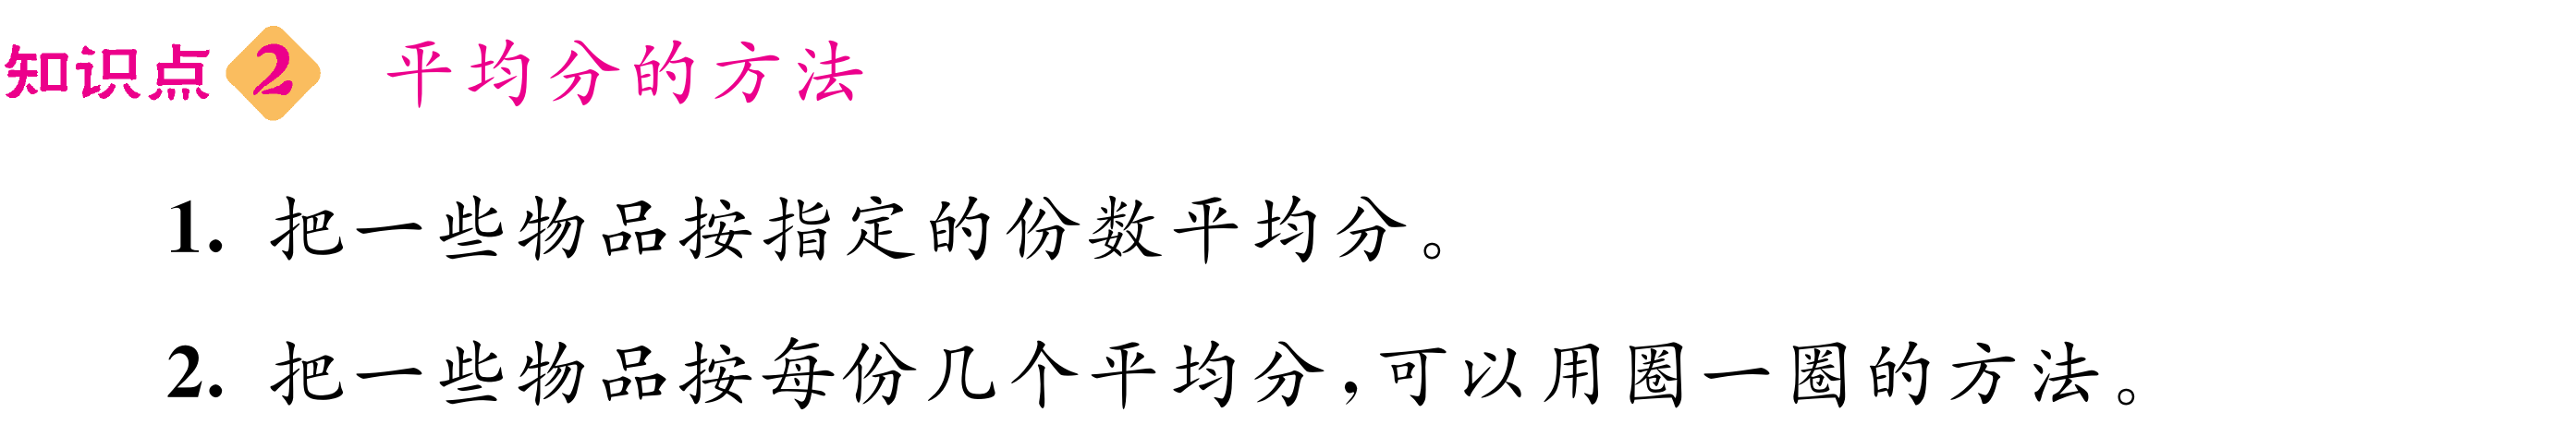 知识点2 平均分的方法
1. 把一些物品按指定的份数平均分。
2. 把一些物品按每份几个平均分,可以用圈一圈的方法。